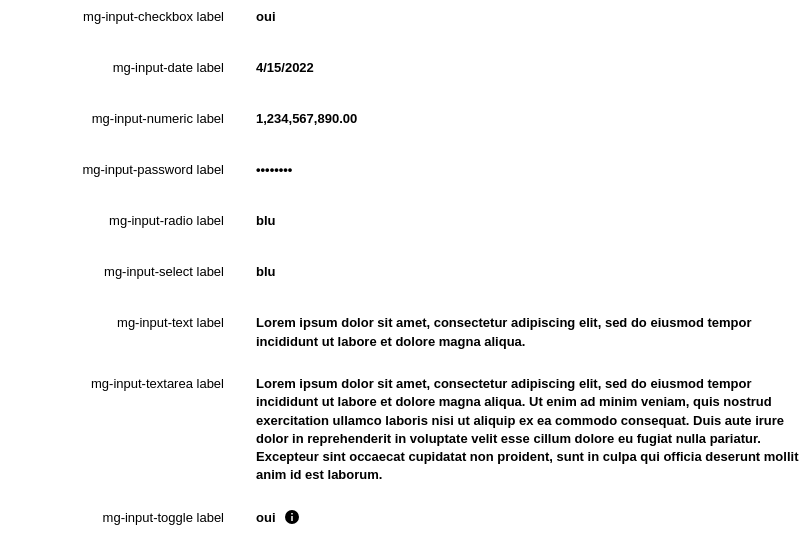 mg-input-checkbox label oui
mg-input-date label 4/15/2022
mg-input-numeric label 1,234,567,890.00
mg-input-password label ••••••••
mg-input-radio label blu
mg-input-select label blu
mg-input-text label Lorem ipsum dolor sit amet, consectetur adipiscing elit, sed do eiusmod tempor
incididunt ut labore et dolore magna aliqua.
mg-input-textarea label Lorem ipsum dolor sit amet, consectetur adipiscing elit, sed do eiusmod tempor
incididunt ut labore et dolore magna aliqua. Ut enim ad minim veniam, quis nostrud
exercitation ullamco laboris nisi ut aliquip ex ea commodo consequat. Duis aute irure
dolor in reprehenderit in voluptate velit esse cillum dolore eu fugiat nulla pariatur.
Excepteur sint occaecat cupidatat non proident, sunt in culpa qui officia deserunt mollit
anim id est laborum.
mg-input-toggle label oui